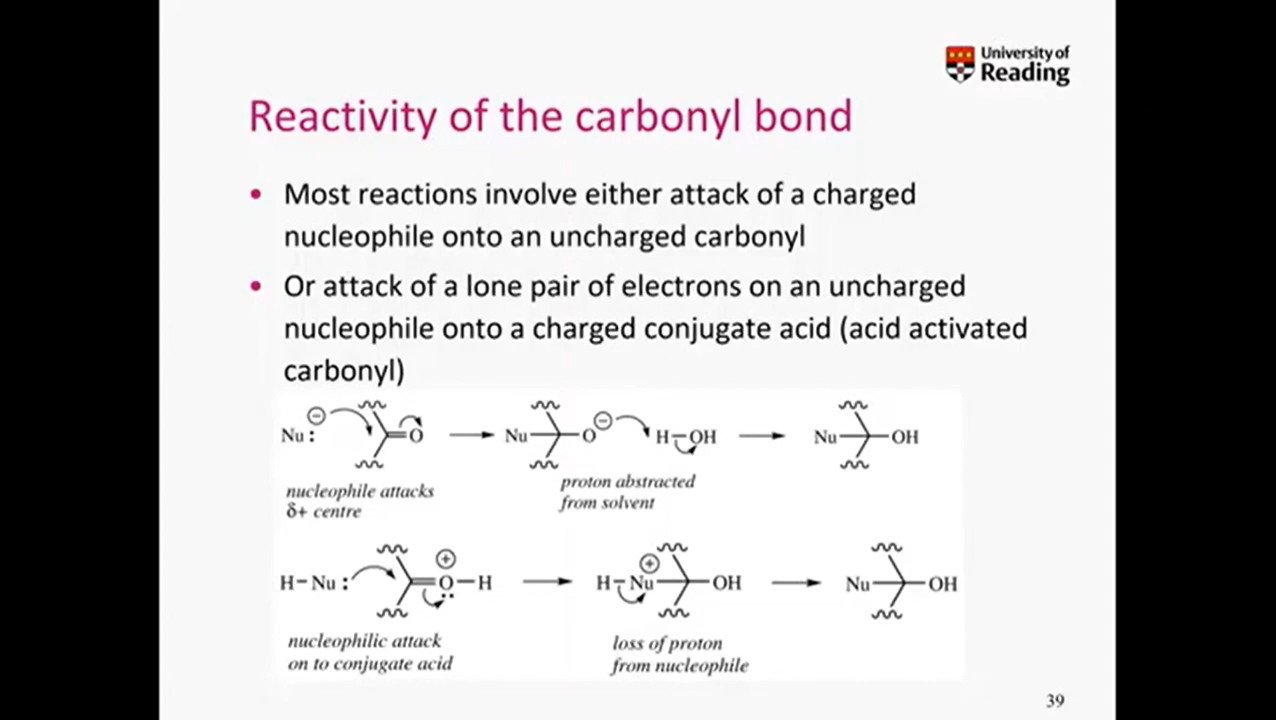 University of
Reading
Reactivity of the carbonyl bond
• Most reactions involve either attack of a charged
nucleophile onto an uncharged carbonyl
• Or attack of a lone pair of electrons on an uncharged
nucleophile onto a charged conjugate acid (acid activated
carbonyl)
Nu: ⊖ =O Nu O ⊖ H–OH Nu OH
nucleophile attacks
δ+ centre
proton abstracted
from solvent
H–Nu: =O–H ⊕ H–Nu ⊕ OH Nu OH
nucleophilic attack
on to conjugate acid
loss of proton
from nucleophile
39